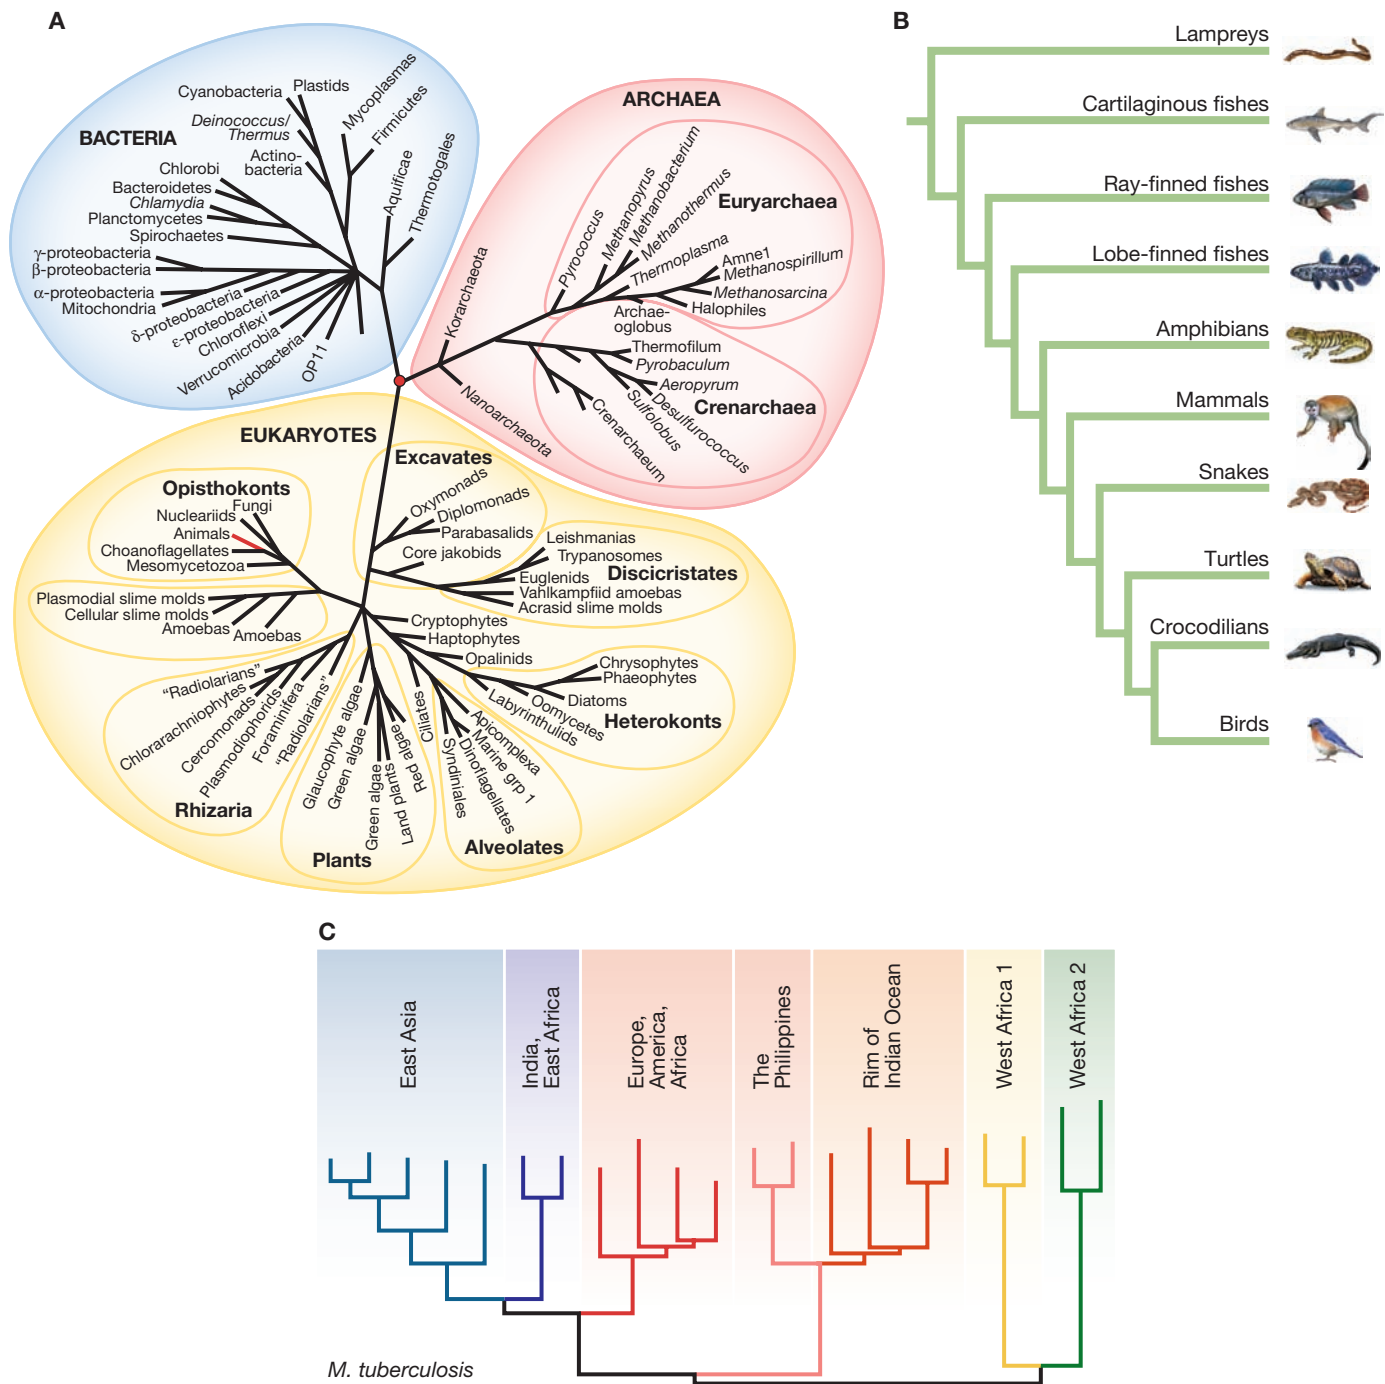 A
BACTERIA
Cyanobacteria
Plastids
Mycoplasmas
Firmicutes
Deinococcus/
Thermus
Actino-
bacteria
Aquificae
Thermotogales
Chlorobi
Bacteroidetes
Chlamydia
Planctomycetes
Spirochaetes
γ-proteobacteria
β-proteobacteria
α-proteobacteria
Mitochondria
δ-proteobacteria
ε-proteobacteria
Chloroflexi
Verrucomicrobia
Acidobacteria
OP11
ARCHAEA
Korarchaeota
Nanoarchaeota
Euryarchaea
Pyrococcus
Methanopyrus
Methanobacterium
Methanothermus
Thermoplasma
Amne1
Methanospirillum
Methanosarcina
Halophiles
Archae-
oglobus
Thermofilum
Pyrobaculum
Aeropyrum
Desulfurococcus
Sulfolobus
Crenarchaeum
Crenarchaea
EUKARYOTES
Excavates
Oxymonads
Diplomonads
Parabasalids
Core jakobids
Opisthokonts
Fungi
Nucleariids
Animals
Choanoflagellates
Mesomycetozoa
Leishmanias
Trypanosomes
Euglenids
Discicristates
Vahlkampfiid amoebas
Acrasid slime molds
Plasmodial slime molds
Cellular slime molds
Amoebas
Amoebas
Cryptophytes
Haptophytes
Opalinids
Chrysophytes
Phaeophytes
Diatoms
Oomycetes
Labyrinthulids
Heterokonts
“Radiolarians”
Chlorarachniophytes
Cercomonads
Plasmodiophorids
Foraminifera
“Radiolarians”
Rhizaria
Glaucophyte algae
Green algae
Green algae
Land plants
Red algae
Plants
Ciliates
Apicomplexa
Marine grp 1
Dinoflagellates
Syndiniales
Alveolates
B
Lampreys
Cartilaginous fishes
Ray-finned fishes
Lobe-finned fishes
Amphibians
Mammals
Snakes
Turtles
Crocodilians
Birds
C
East Asia
India,
East Africa
Europe,
America,
Africa
The
Philippines
Rim of
Indian Ocean
West Africa 1
West Africa 2
M. tuberculosis